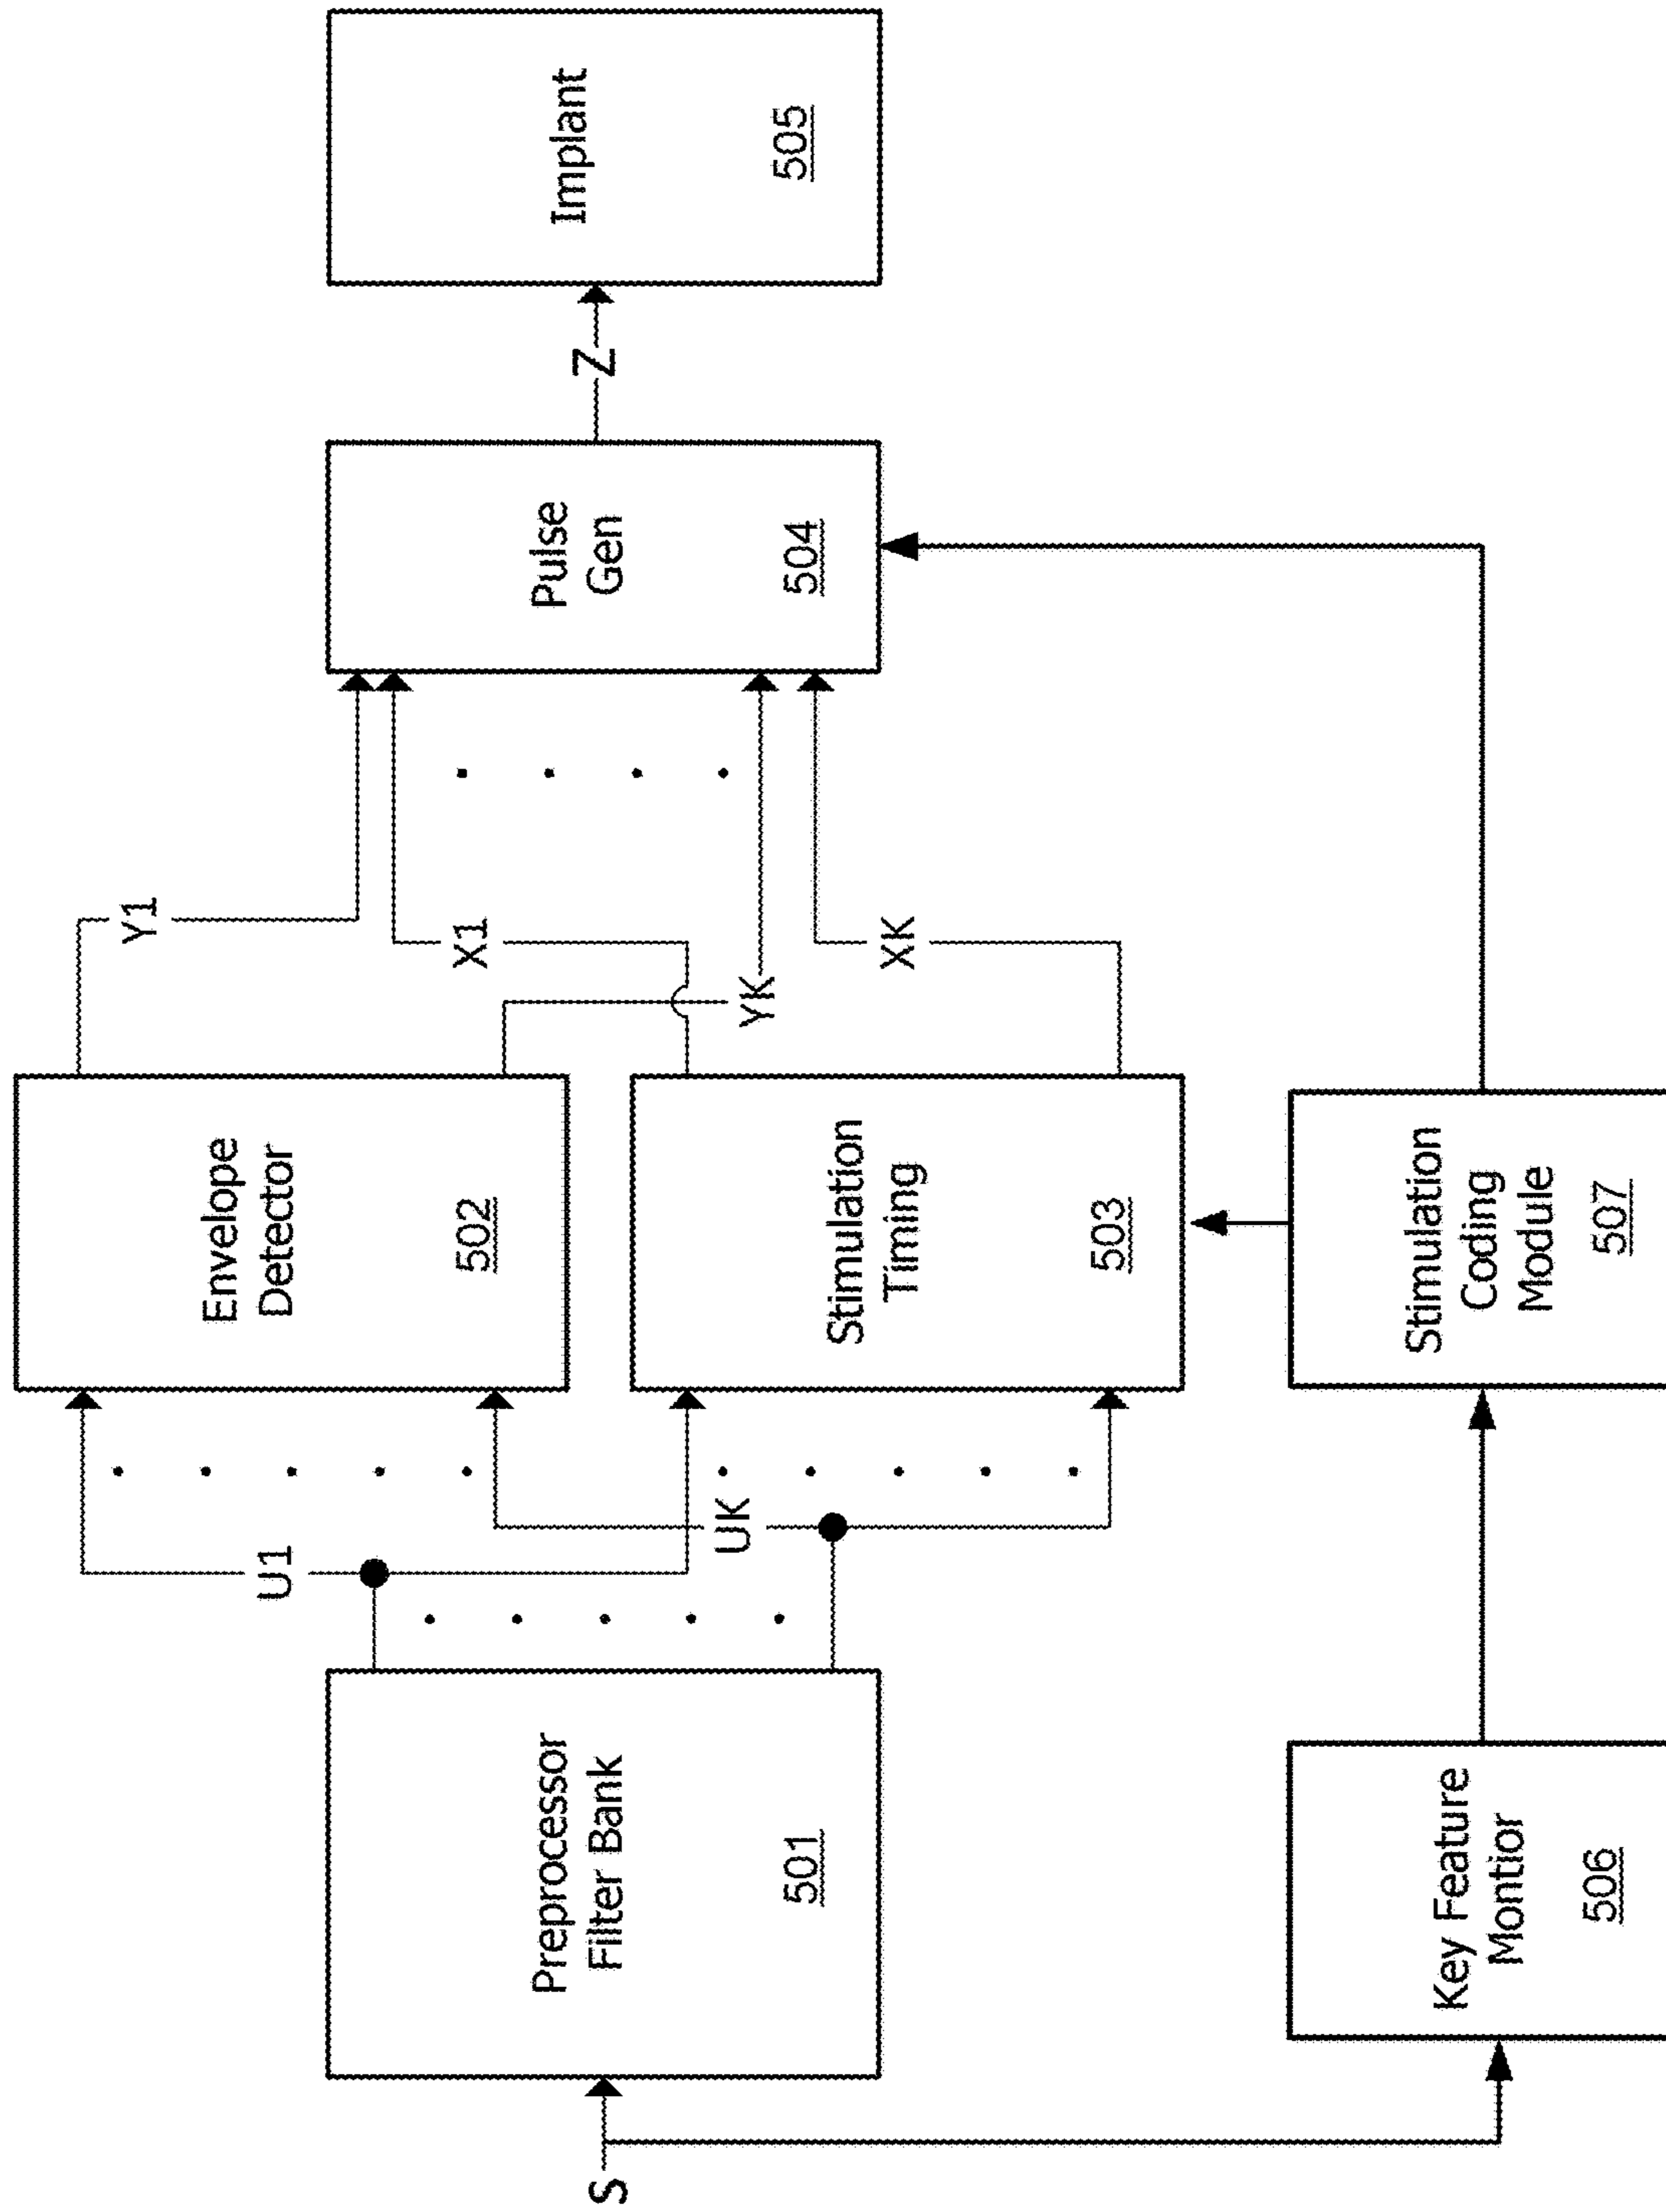 S
Preprocessor
Filter Bank
501
U1
UK
Envelope
Detector
502
Stimulation
Timing
503
Y1
X1
YK
XK
Pulse
Gen
504
Z
Implant
505
Key Feature
Montior
506
Stimulation
Coding
Module
507